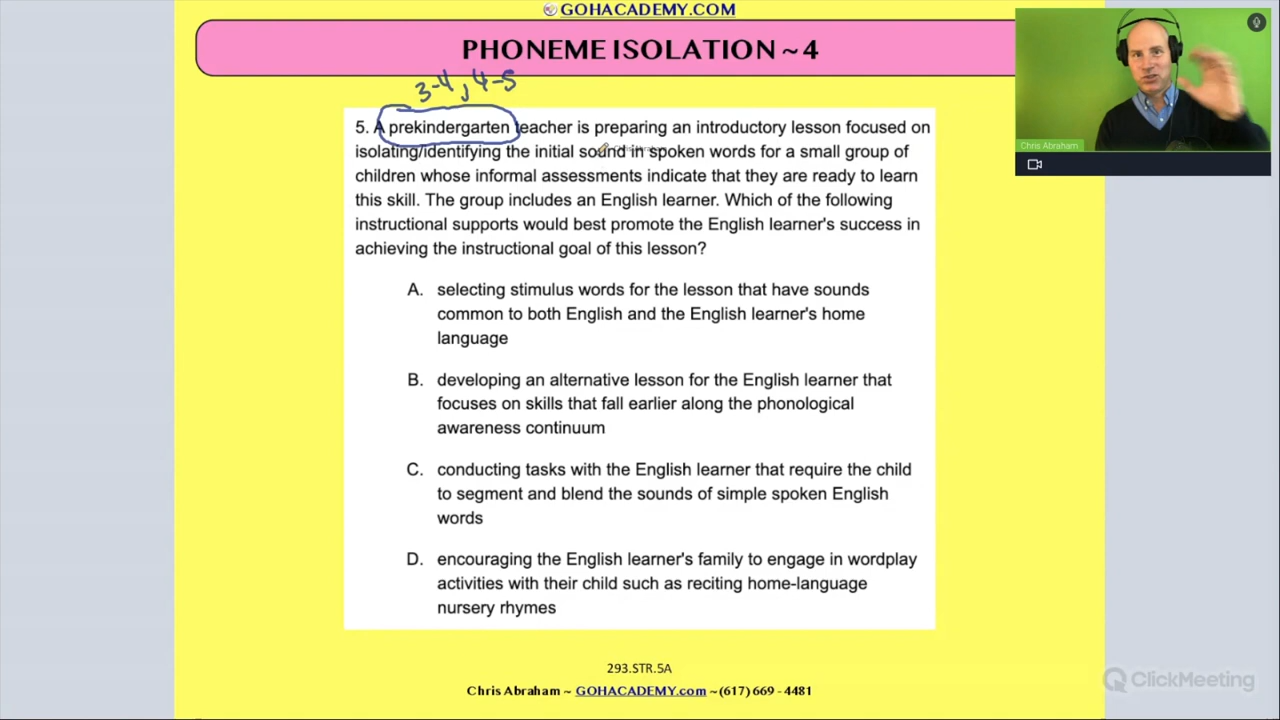 GOHACADEMY.COM
PHONEME ISOLATION ~ 4
3-4, 4-5
5. A prekindergarten teacher is preparing an introductory lesson focused on
isolating/identifying the initial sound in spoken words for a small group of
children whose informal assessments indicate that they are ready to learn
this skill. The group includes an English learner. Which of the following
instructional supports would best promote the English learner's success in
achieving the instructional goal of this lesson?
A. selecting stimulus words for the lesson that have sounds
common to both English and the English learner's home
language
B. developing an alternative lesson for the English learner that
focuses on skills that fall earlier along the phonological
awareness continuum
C. conducting tasks with the English learner that require the child
to segment and blend the sounds of simple spoken English
words
D. encouraging the English learner's family to engage in wordplay
activities with their child such as reciting home-language
nursery rhymes
293.STR.5A
Chris Abraham ~ GOHACADEMY.com ~(617) 669 - 4481
Chris Abraham
Chris Abraham
ClickMeeting